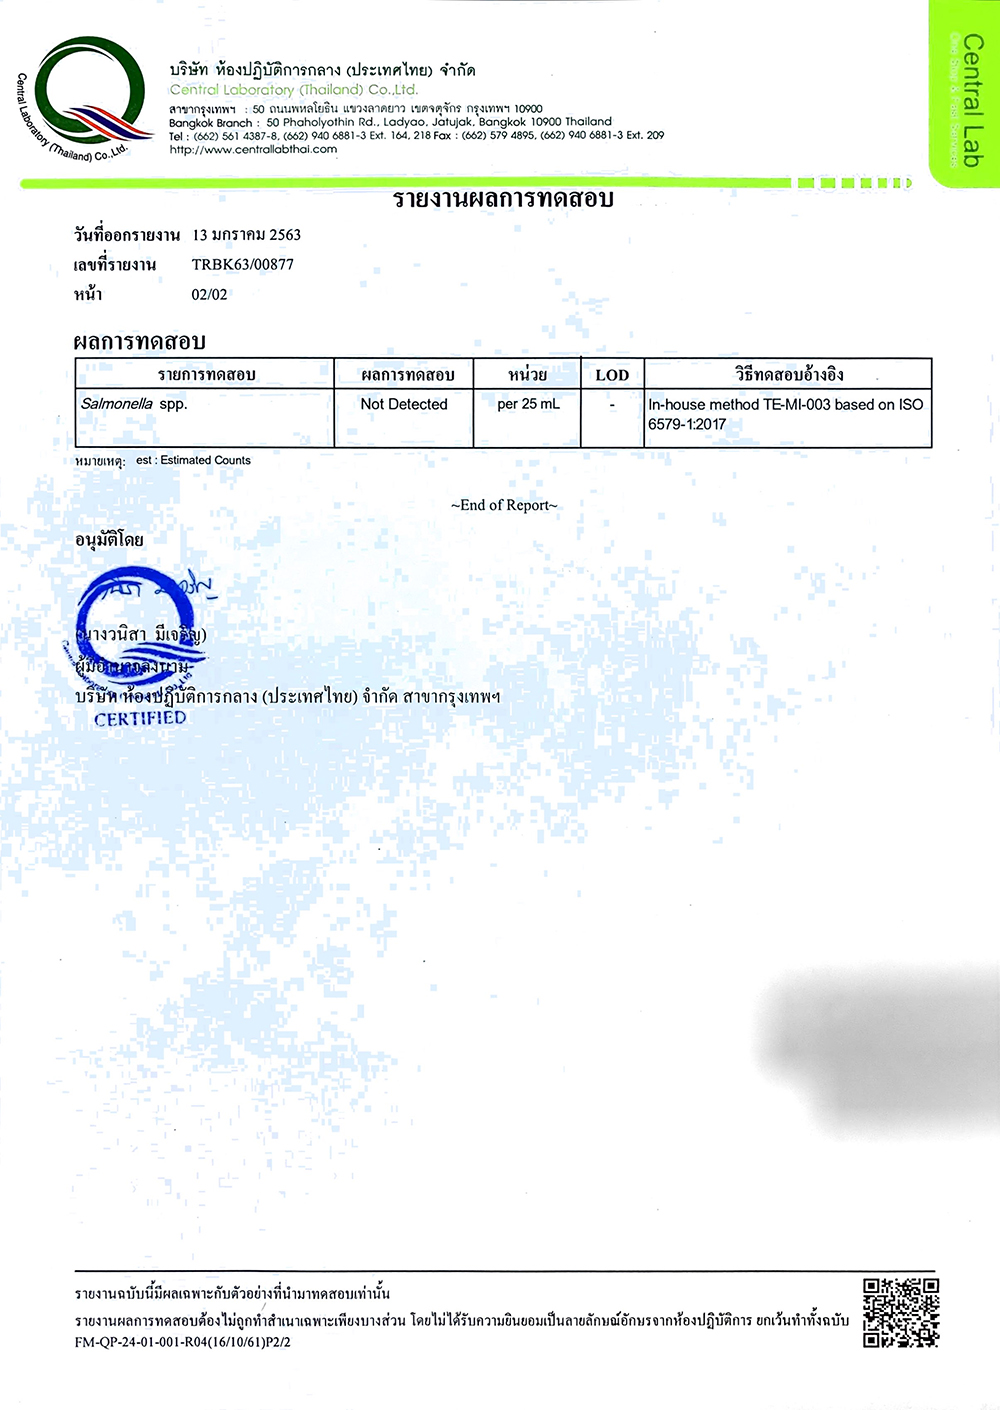 Central Laboratory (Thailand) Co.,Ltd.
บริษัท ห้องปฏิบัติการกลาง (ประเทศไทย) จำกัด
Central Laboratory (Thailand) Co.,Ltd.
สาขากรุงเทพฯ : 50 ถนนพหลโยธิน แขวงลาดยาว เขตจตุจักร กรุงเทพฯ 10900
Bangkok Branch : 50 Phaholyothin Rd., Ladyao, Jatujak, Bangkok 10900 Thailand
Tel : (662) 561 4387-8, (662) 940 6881-3 Ext. 164, 218 Fax : (662) 579 4895, (662) 940 6881-3 Ext. 209
http://www.centrallabthai.com
Central Lab
รายงานผลการทดสอบ
วันที่ออกรายงาน 13 มกราคม 2563
เลขที่รายงาน TRBK63/00877
หน้า 02/02
ผลการทดสอบ
รายการทดสอบ ผลการทดสอบ หน่วย LOD วิธีทดสอบอ้างอิง
Salmonella spp. Not Detected per 25 mL - In-house method TE-MI-003 based on ISO
6579-1:2017
หมายเหตุ: est : Estimated Counts
~End of Report~
อนุมัติโดย
(นางวนิสา มีเจริญ)
ผู้มีอำนาจลงนาม
บริษัท ห้องปฏิบัติการกลาง (ประเทศไทย) จำกัด สาขากรุงเทพฯ
CERTIFIED
รายงานฉบับนี้มีผลเฉพาะกับตัวอย่างที่นำมาทดสอบเท่านั้น
รายงานผลการทดสอบต้องไม่ถูกทำสำเนาเฉพาะเพียงบางส่วน โดยไม่ได้รับความยินยอมเป็นลายลักษณ์อักษรจากห้องปฏิบัติการ ยกเว้นทำทั้งฉบับ
FM-QP-24-01-001-R04(16/10/61)P2/2